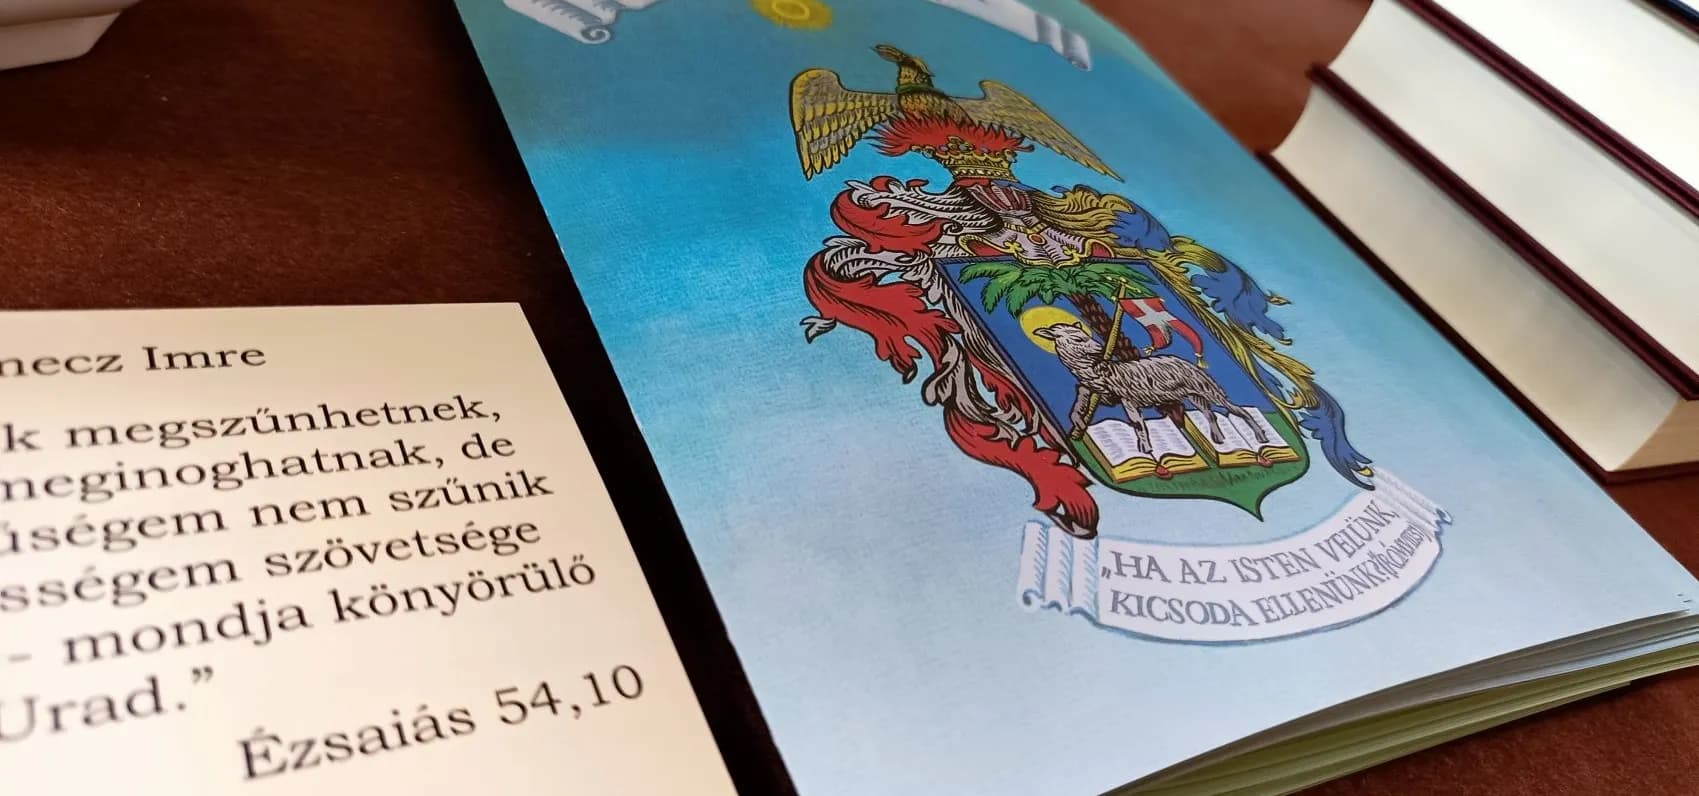 necz Imre
k megszűnhetnek,
meginoghatnak, de
űségem nem szűnik
sségem szövetsége
- mondja könyörülő
Urad.”
Ézsaiás 54,10
„HA AZ ISTEN VELÜNK,
KICSODA ELLENÜNK?”